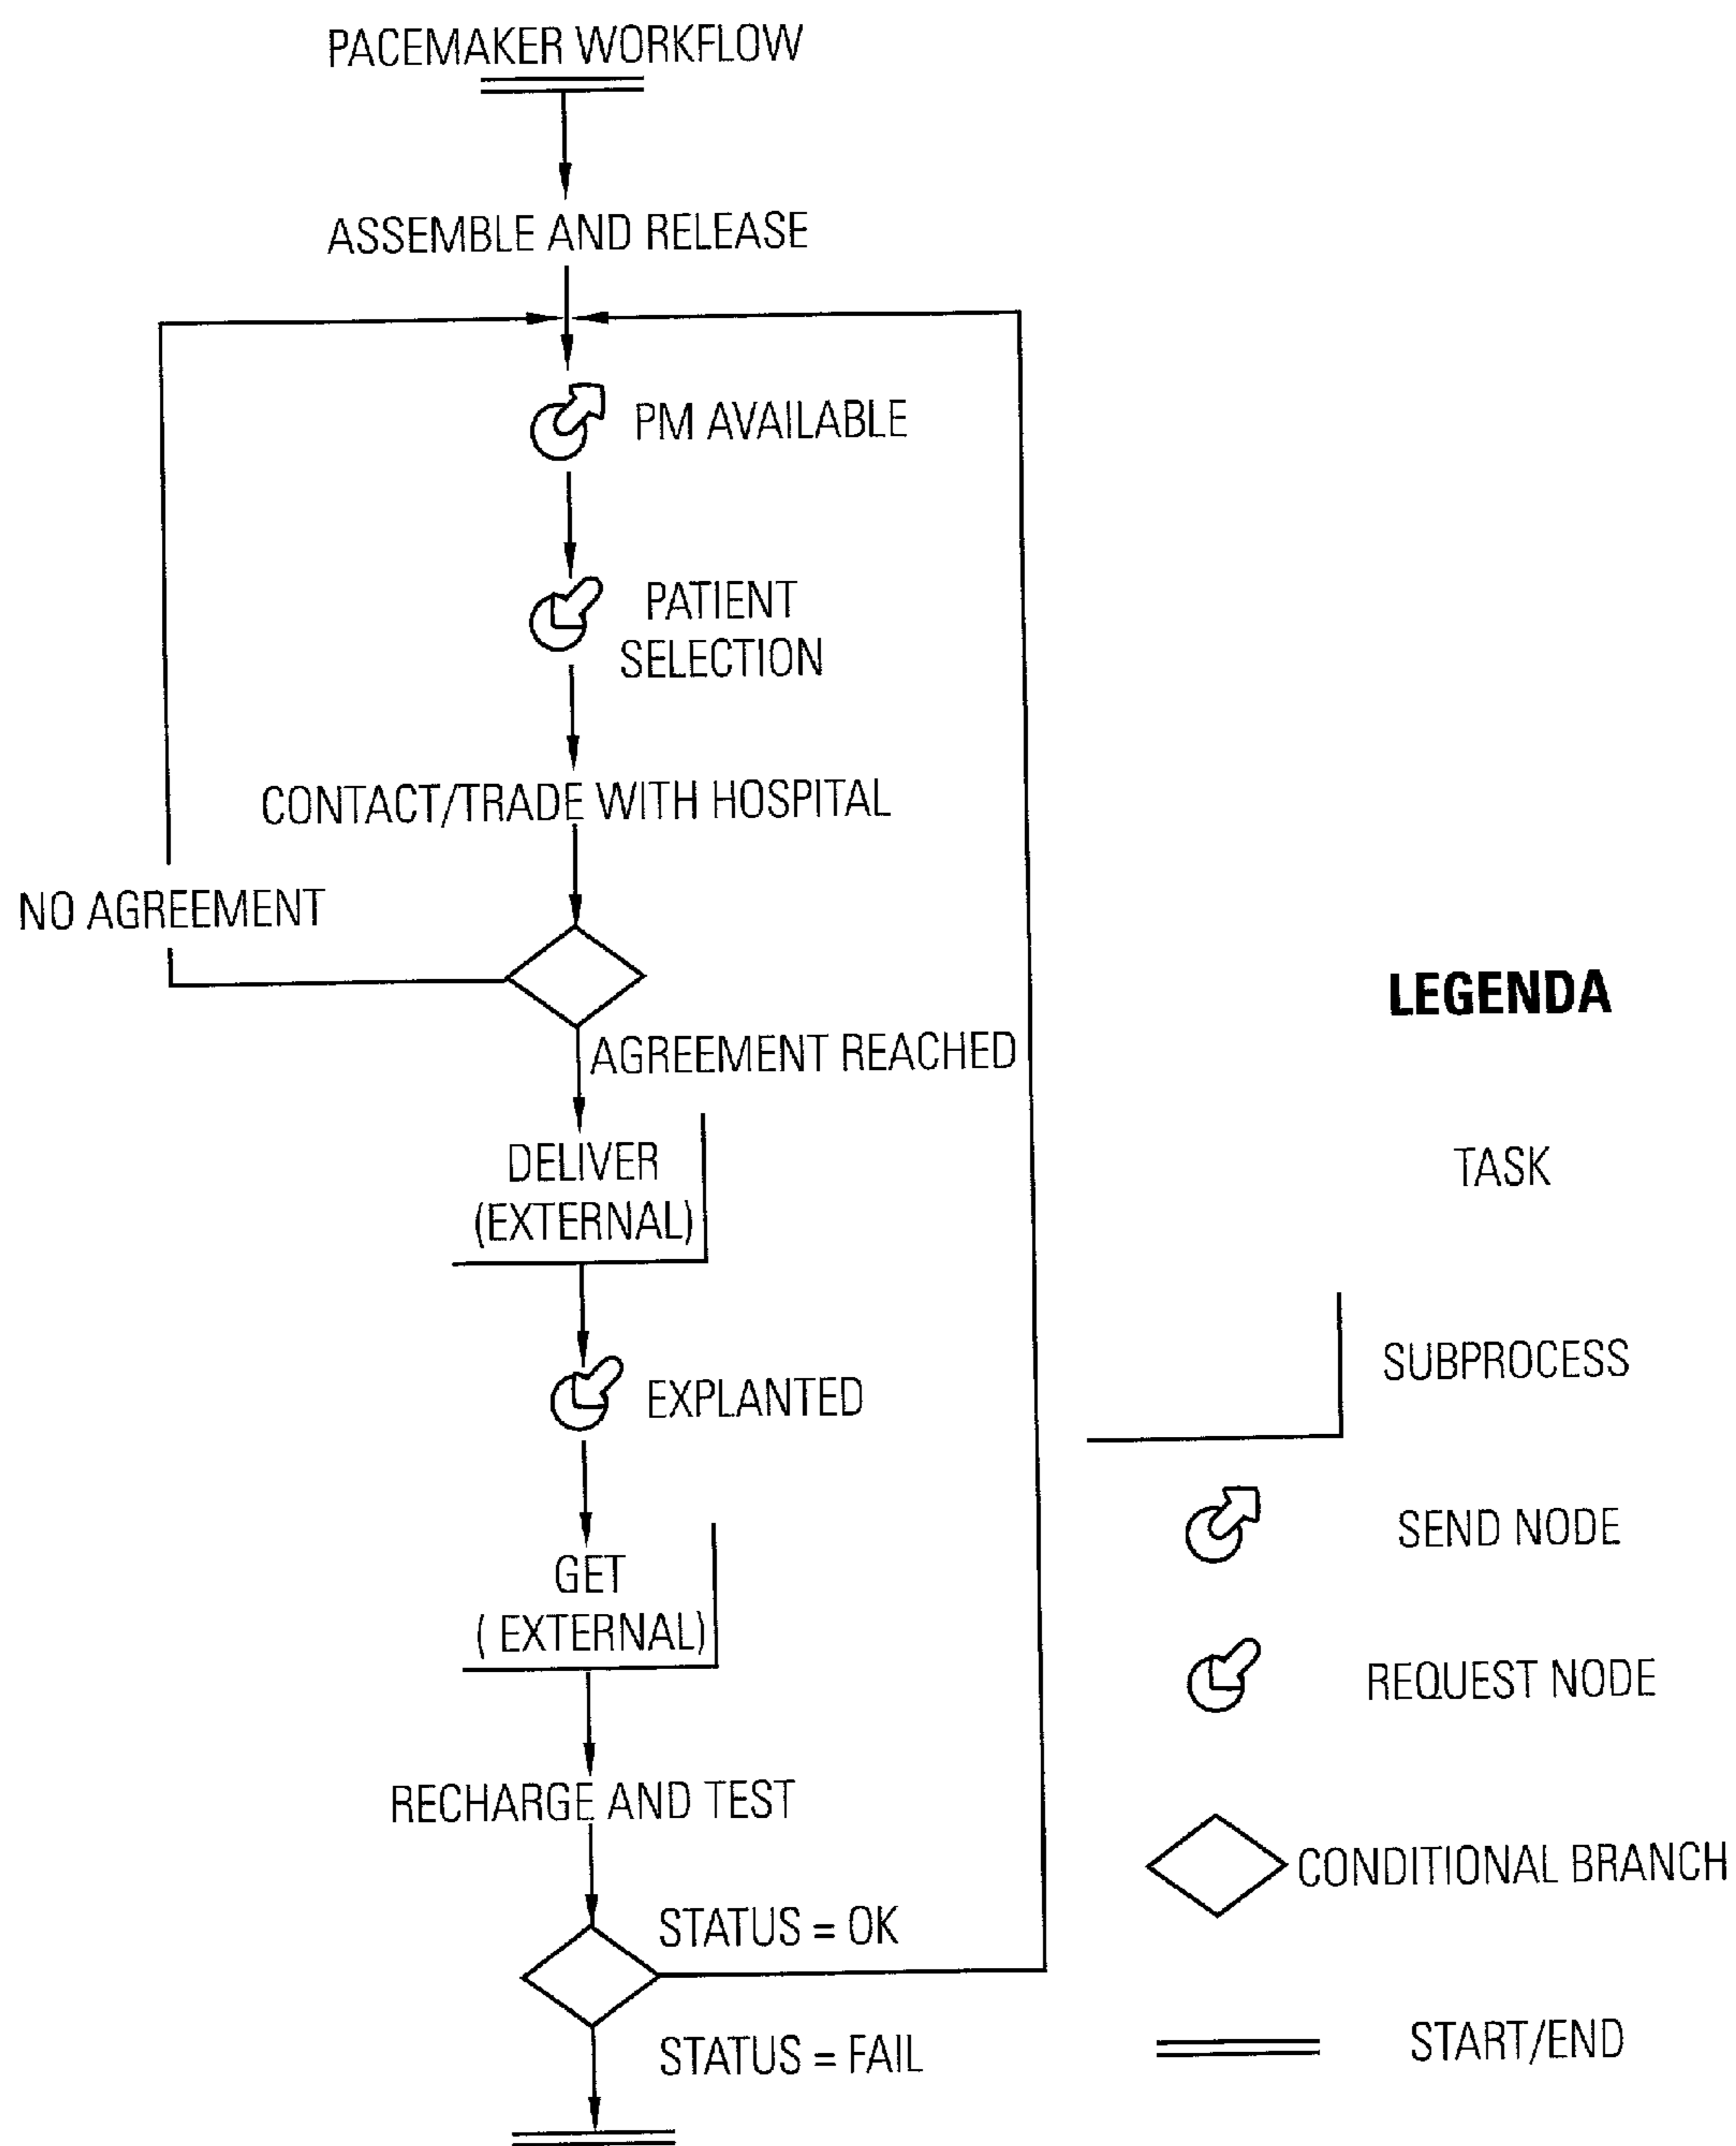 PACEMAKER WORKFLOW
ASSEMBLE AND RELEASE
PM AVAILABLE
PATIENT
SELECTION
CONTACT/TRADE WITH HOSPITAL
NO AGREEMENT
AGREEMENT REACHED
DELIVER
(EXTERNAL)
EXPLANTED
GET
( EXTERNAL)
RECHARGE AND TEST
STATUS = OK
STATUS = FAIL
LEGENDA
TASK
SUBPROCESS
SEND NODE
REQUEST NODE
CONDITIONAL BRANCH
START/END